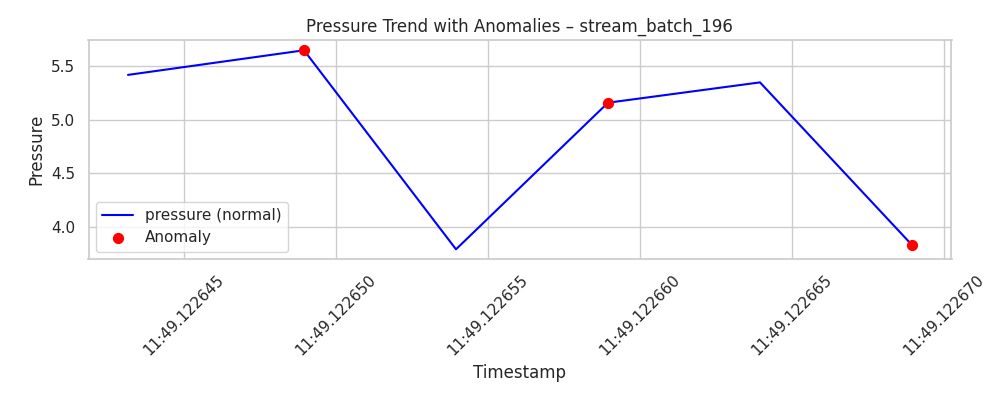 Pressure Trend with Anomalies – stream_batch_196
Pressure
5.5
5.0
4.5
4.0
pressure (normal)
Anomaly
11:49.122645
11:49.122650
11:49.122655
11:49.122660
11:49.122665
11:49.122670
Timestamp